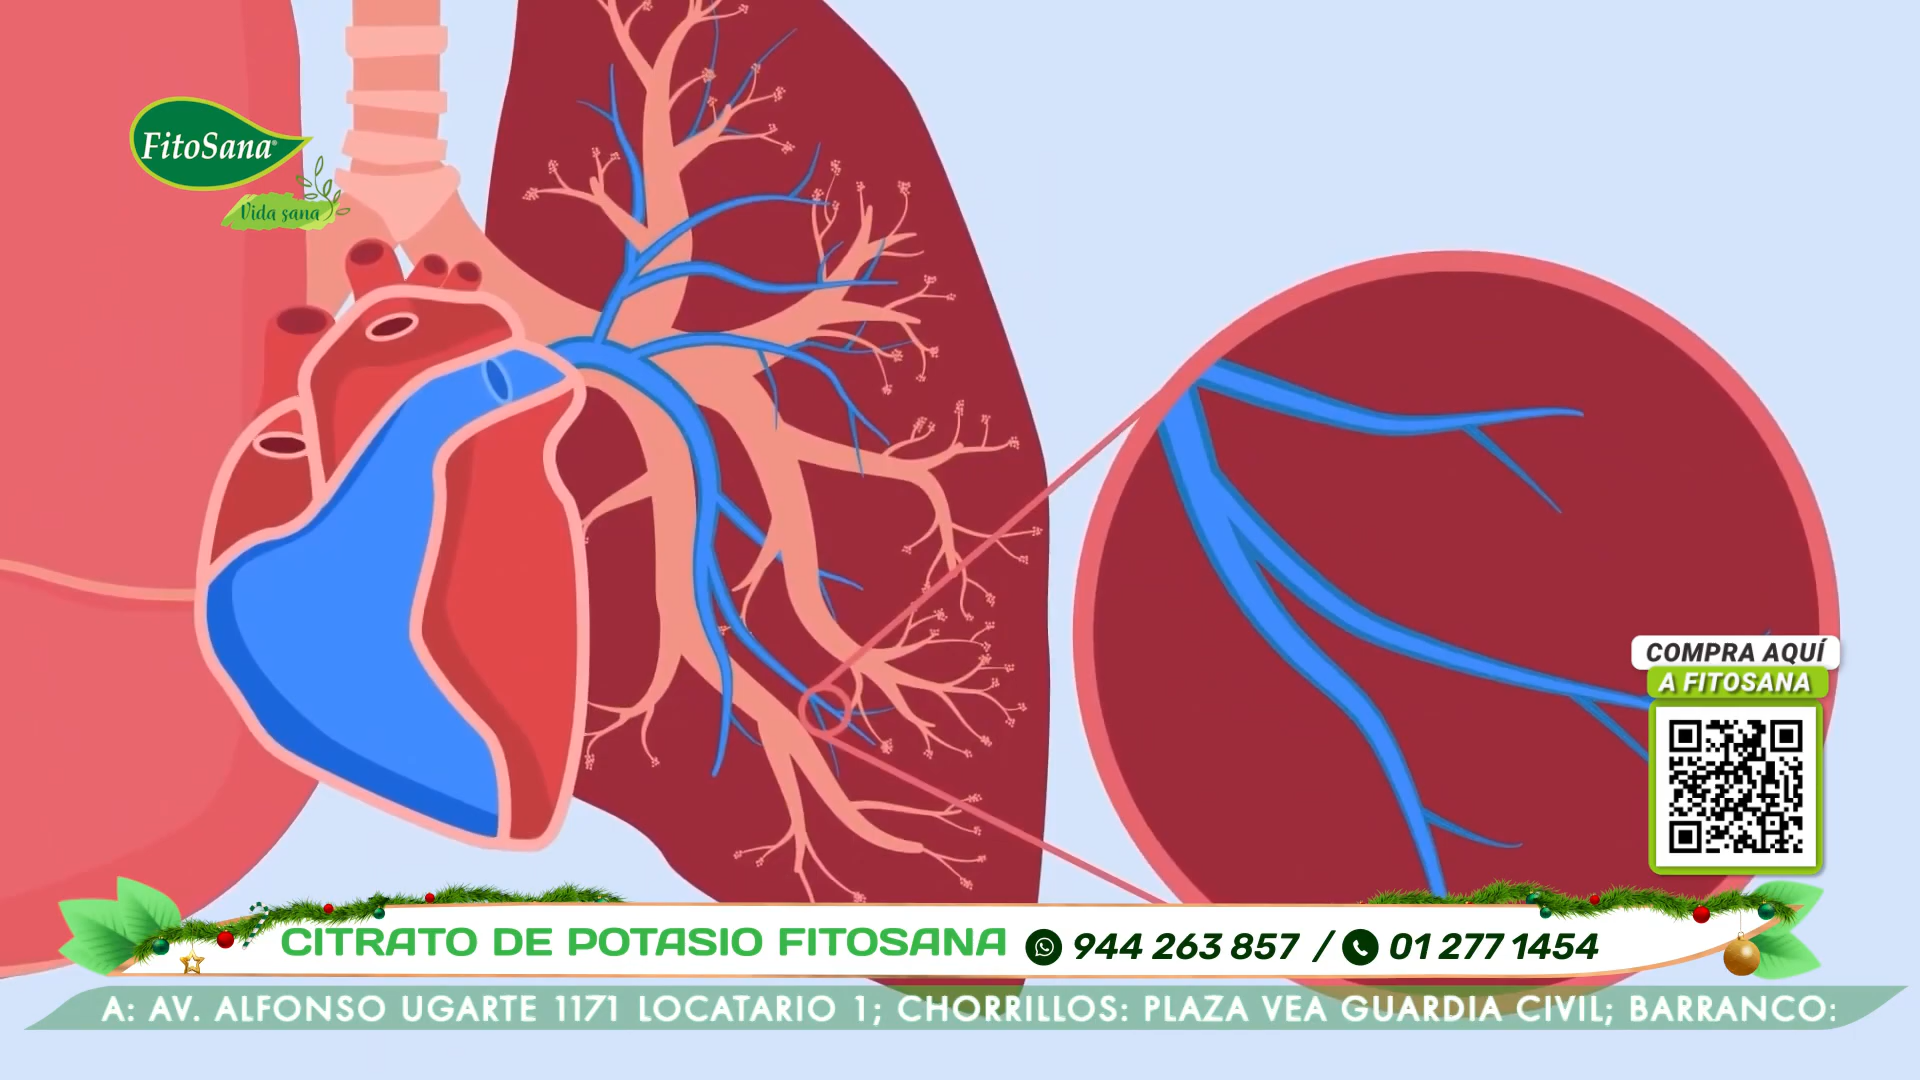 FitoSana
Vida sana
COMPRA AQUÍ
A FITOSANA
CITRATO DE POTASIO FITOSANA 944 263 857 / 01 277 1454
A: AV. ALFONSO UGARTE 1171 LOCATARIO 1; CHORRILLOS: PLAZA VEA GUARDIA CIVIL; BARRANCO: